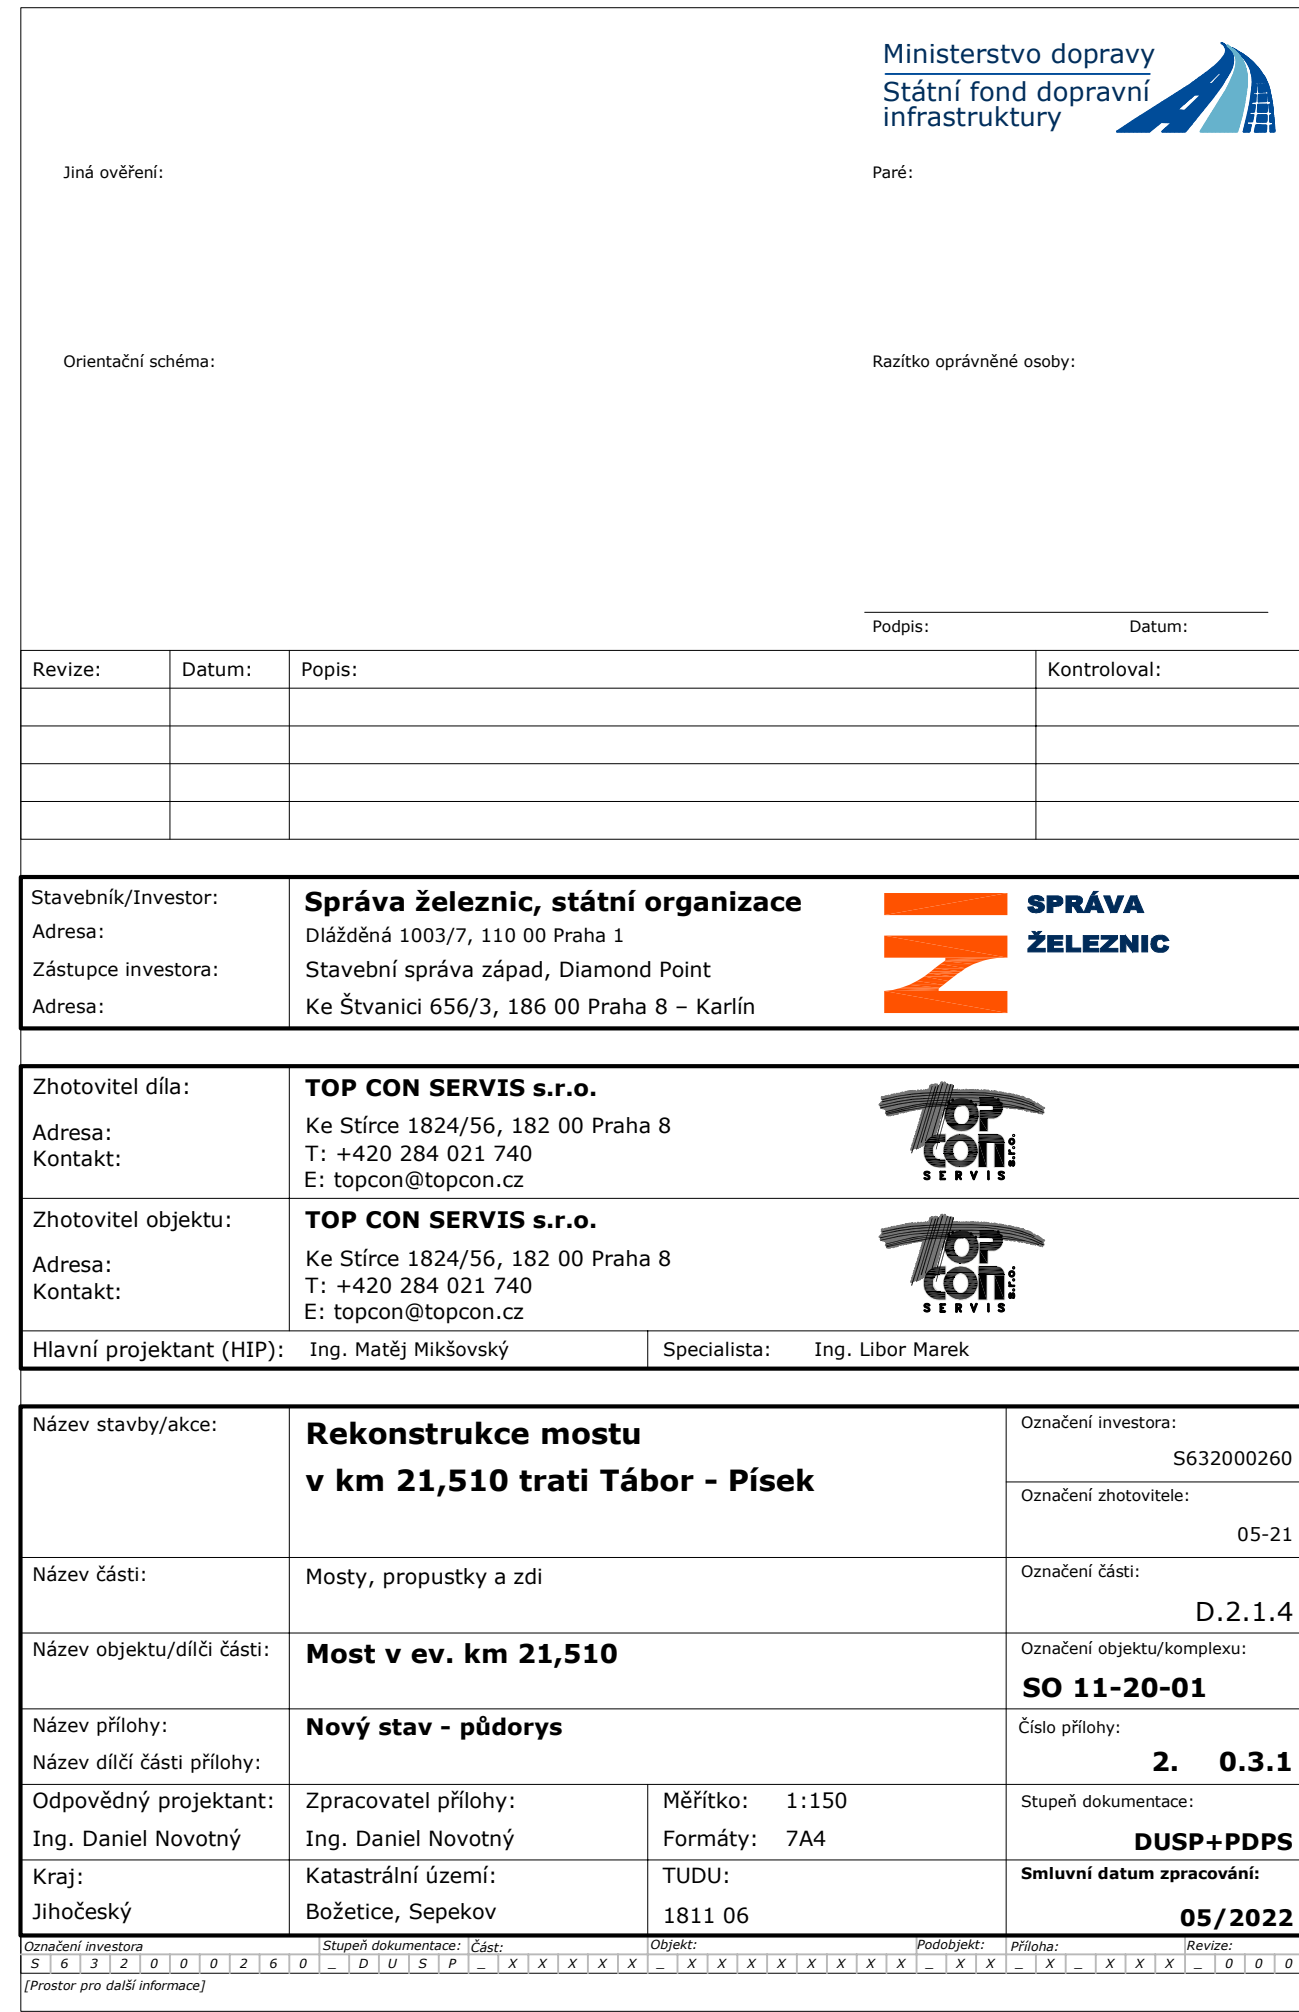 Ministerstvo dopravy
Státní fond dopravní
infrastruktury
Jiná ověření:
Paré:
Orientační schéma:
Razítko oprávněné osoby:
Podpis: Datum:
Revize: Datum: Popis: Kontroloval:
Stavebník/Investor: Správa železnic, státní organizace
Adresa: Dlážděná 1003/7, 110 00 Praha 1
Zástupce investora: Stavební správa západ, Diamond Point
Adresa: Ke Štvanici 656/3, 186 00 Praha 8 – Karlín
SPRÁVA
ŽELEZNIC
Zhotovitel díla: TOP CON SERVIS s.r.o.
Adresa: Ke Stírce 1824/56, 182 00 Praha 8
Kontakt: T: +420 284 021 740
E: topcon@topcon.cz
TOP
CON s.r.o.
SERVIS
Zhotovitel objektu: TOP CON SERVIS s.r.o.
Adresa: Ke Stírce 1824/56, 182 00 Praha 8
Kontakt: T: +420 284 021 740
E: topcon@topcon.cz
TOP
CON s.r.o.
SERVIS
Hlavní projektant (HIP): Ing. Matěj Mikšovský Specialista: Ing. Libor Marek
Název stavby/akce: Rekonstrukce mostu
v km 21,510 trati Tábor - Písek
Označení investora:
S632000260
Označení zhotovitele:
05-21
Název části: Mosty, propustky a zdi
Označení části:
D.2.1.4
Název objektu/dílči části: Most v ev. km 21,510
Označení objektu/komplexu:
SO 11-20-01
Název přílohy: Nový stav - půdorys
Název dílčí části přílohy:
Číslo přílohy:
2. 0.3.1
Odpovědný projektant: Zpracovatel přílohy: Měřítko: 1:150
Ing. Daniel Novotný Ing. Daniel Novotný Formáty: 7A4
Stupeň dokumentace:
DUSP+PDPS
Kraj: Katastrální území: TUDU:
Jihočeský Božetice, Sepekov 1811 06
Smluvní datum zpracování:
05/2022
Označení investora Stupeň dokumentace: Část: Objekt: Podobjekt: Příloha: Revize:
S 6 3 2 0 0 0 2 6 0 _ D U S P _ X X X X X _ X X X X X X X X _ X X _ X _ X X X _ 0 0 0
[Prostor pro další informace]